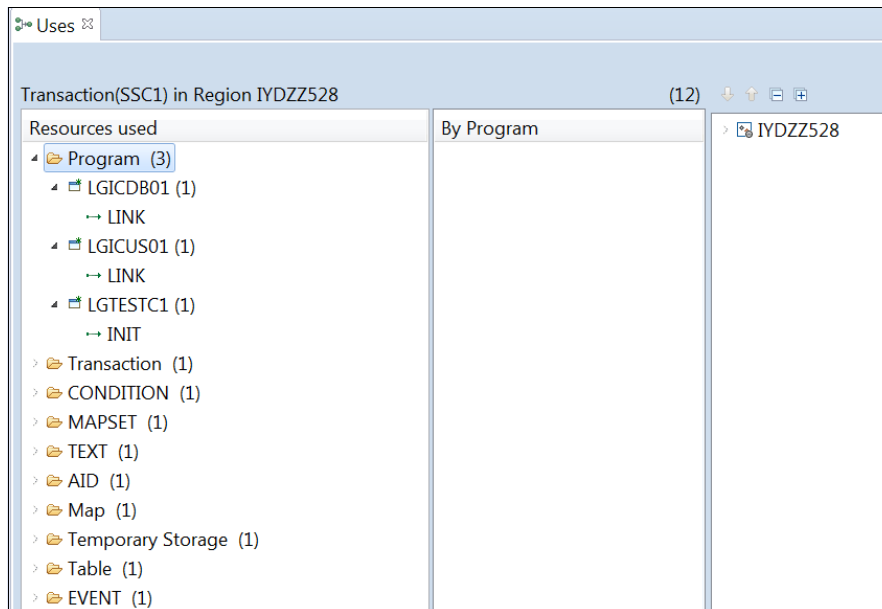 Uses
Transaction(SSC1) in Region IYDZZ528 (12)
Resources used
Program (3)
LGICDB01 (1)
LINK
LGICUS01 (1)
LINK
LGTESTC1 (1)
INIT
Transaction (1)
CONDITION (1)
MAPSET (1)
TEXT (1)
AID (1)
Map (1)
Temporary Storage (1)
Table (1)
EVENT (1)
By Program
IYDZZ528